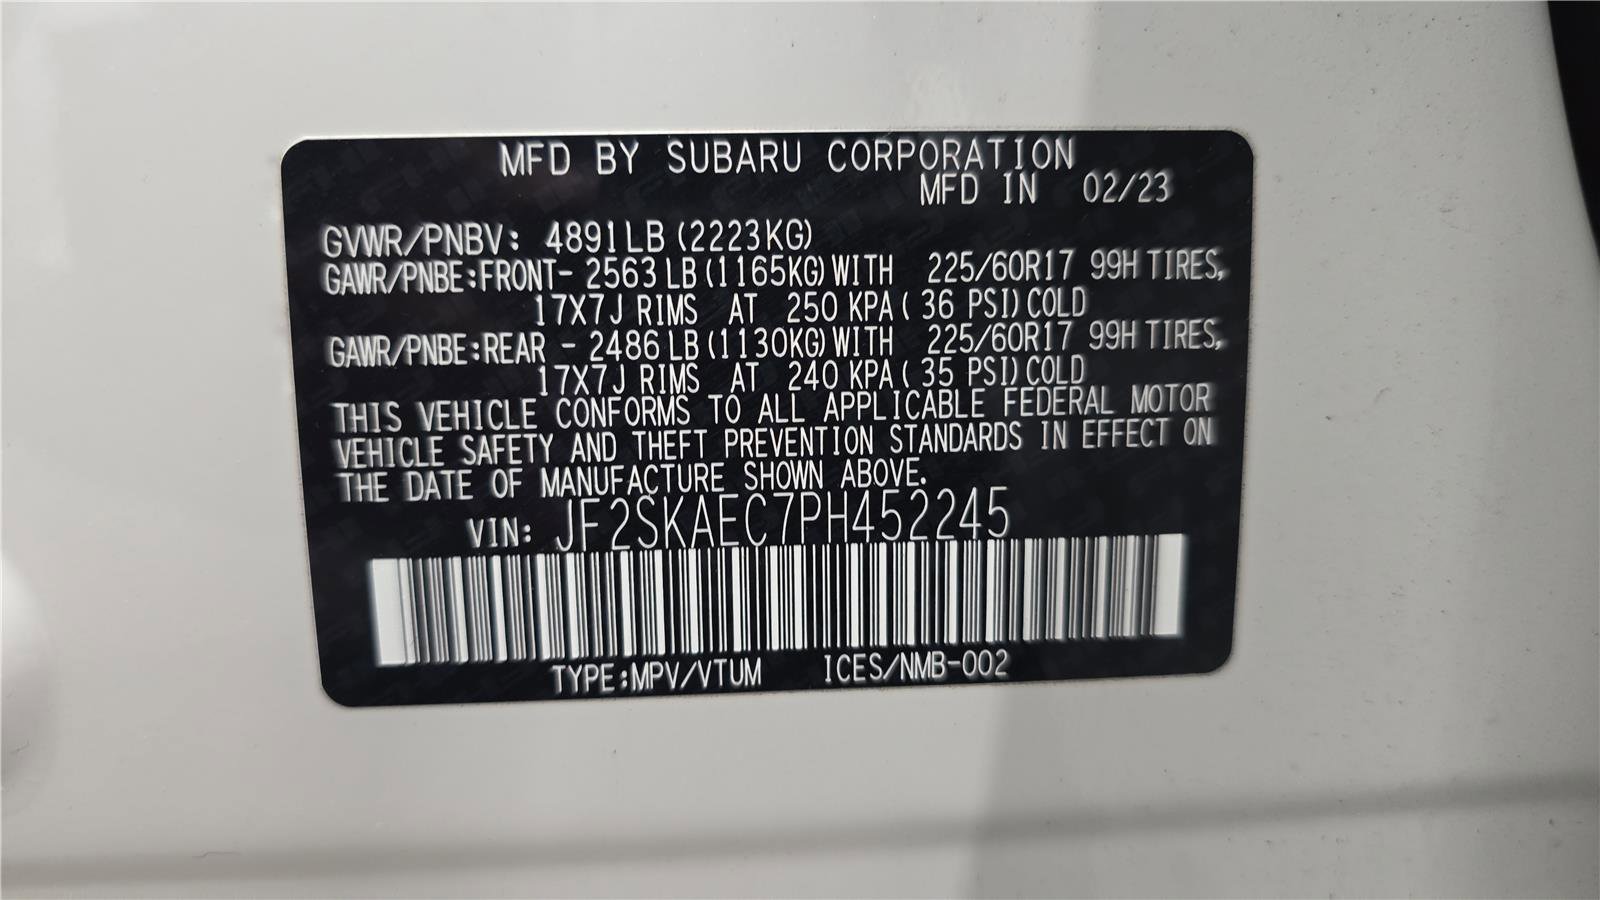 MFD BY SUBARU CORPORATION
MFD IN 02/23
GVWR/PNBV: 4891LB (2223KG)
GAWR/PNBE:FRONT- 2563 LB (1165KG) WITH 225/60R17 99H TIRES,
17X7J RIMS AT 250 KPA ( 36 PSI) COLD
GAWR/PNBE:REAR - 2486 LB (1130KG) WITH 225/60R17 99H TIRES,
17X7J RIMS AT 240 KPA ( 35 PSI) COLD
THIS VEHICLE CONFORMS TO ALL APPLICABLE FEDERAL MOTOR
VEHICLE SAFETY AND THEFT PREVENTION STANDARDS IN EFFECT ON
THE DATE OF MANUFACTURE SHOWN ABOVE.
VIN: JF2SKAEC7PH452245
TYPE:MPV/VTUM ICES/NMB-002